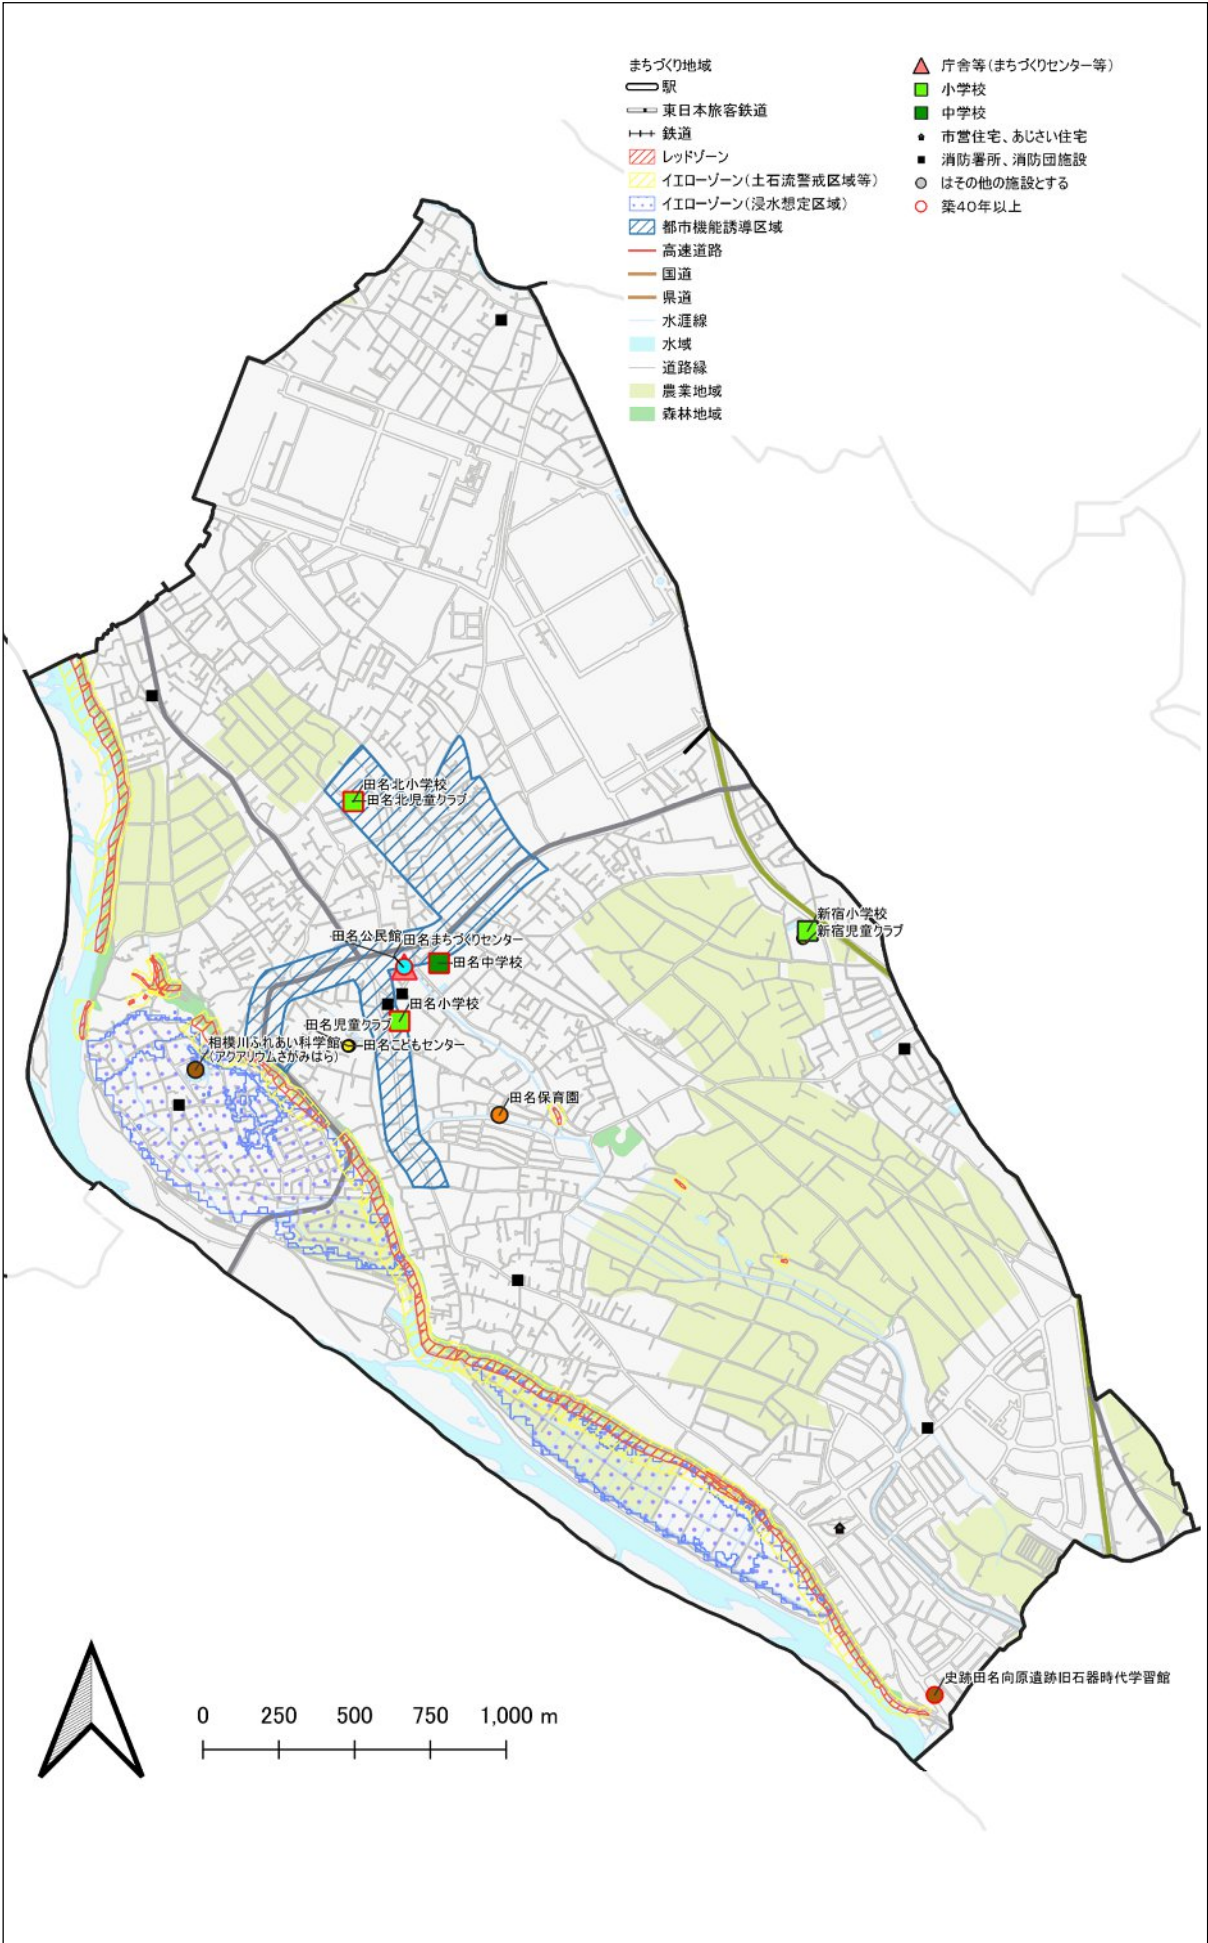 まちづくり地域
駅
東日本旅客鉄道
鉄道
レッドゾーン
イエローゾーン(土石流警戒区域等)
イエローゾーン(浸水想定区域)
都市機能誘導区域
高速道路
国道
県道
水涯線
水域
道路縁
農業地域
森林地域
庁舎等(まちづくりセンター等)
小学校
中学校
市営住宅、あじさい住宅
消防署所、消防団施設
はその他の施設とする
築40年以上
田名北小学校
田名北児童クラブ
新宿小学校
新宿児童クラブ
田名公民館
田名まちづくりセンター
田名中学校
田名小学校
田名児童クラブ
田名こどもセンター
相模川ふれあい科学館
(アクアリウムさがみはら)
田名保育園
史跡田名向原遺跡旧石器時代学習館
0 250 500 750 1,000 m